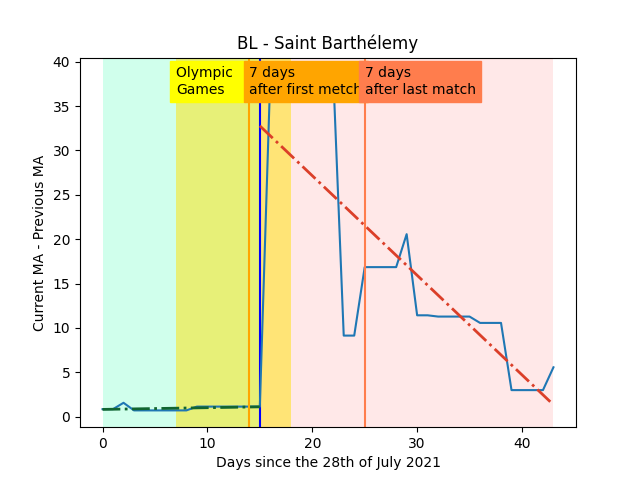 BL - Saint Barthélemy
Olympic
Games
7 days
after first metch
7 days
after last match
Current MA - Previous MA
40
35
30
25
20
15
10
5
0
0 10 20 30 40
Days since the 28th of July 2021